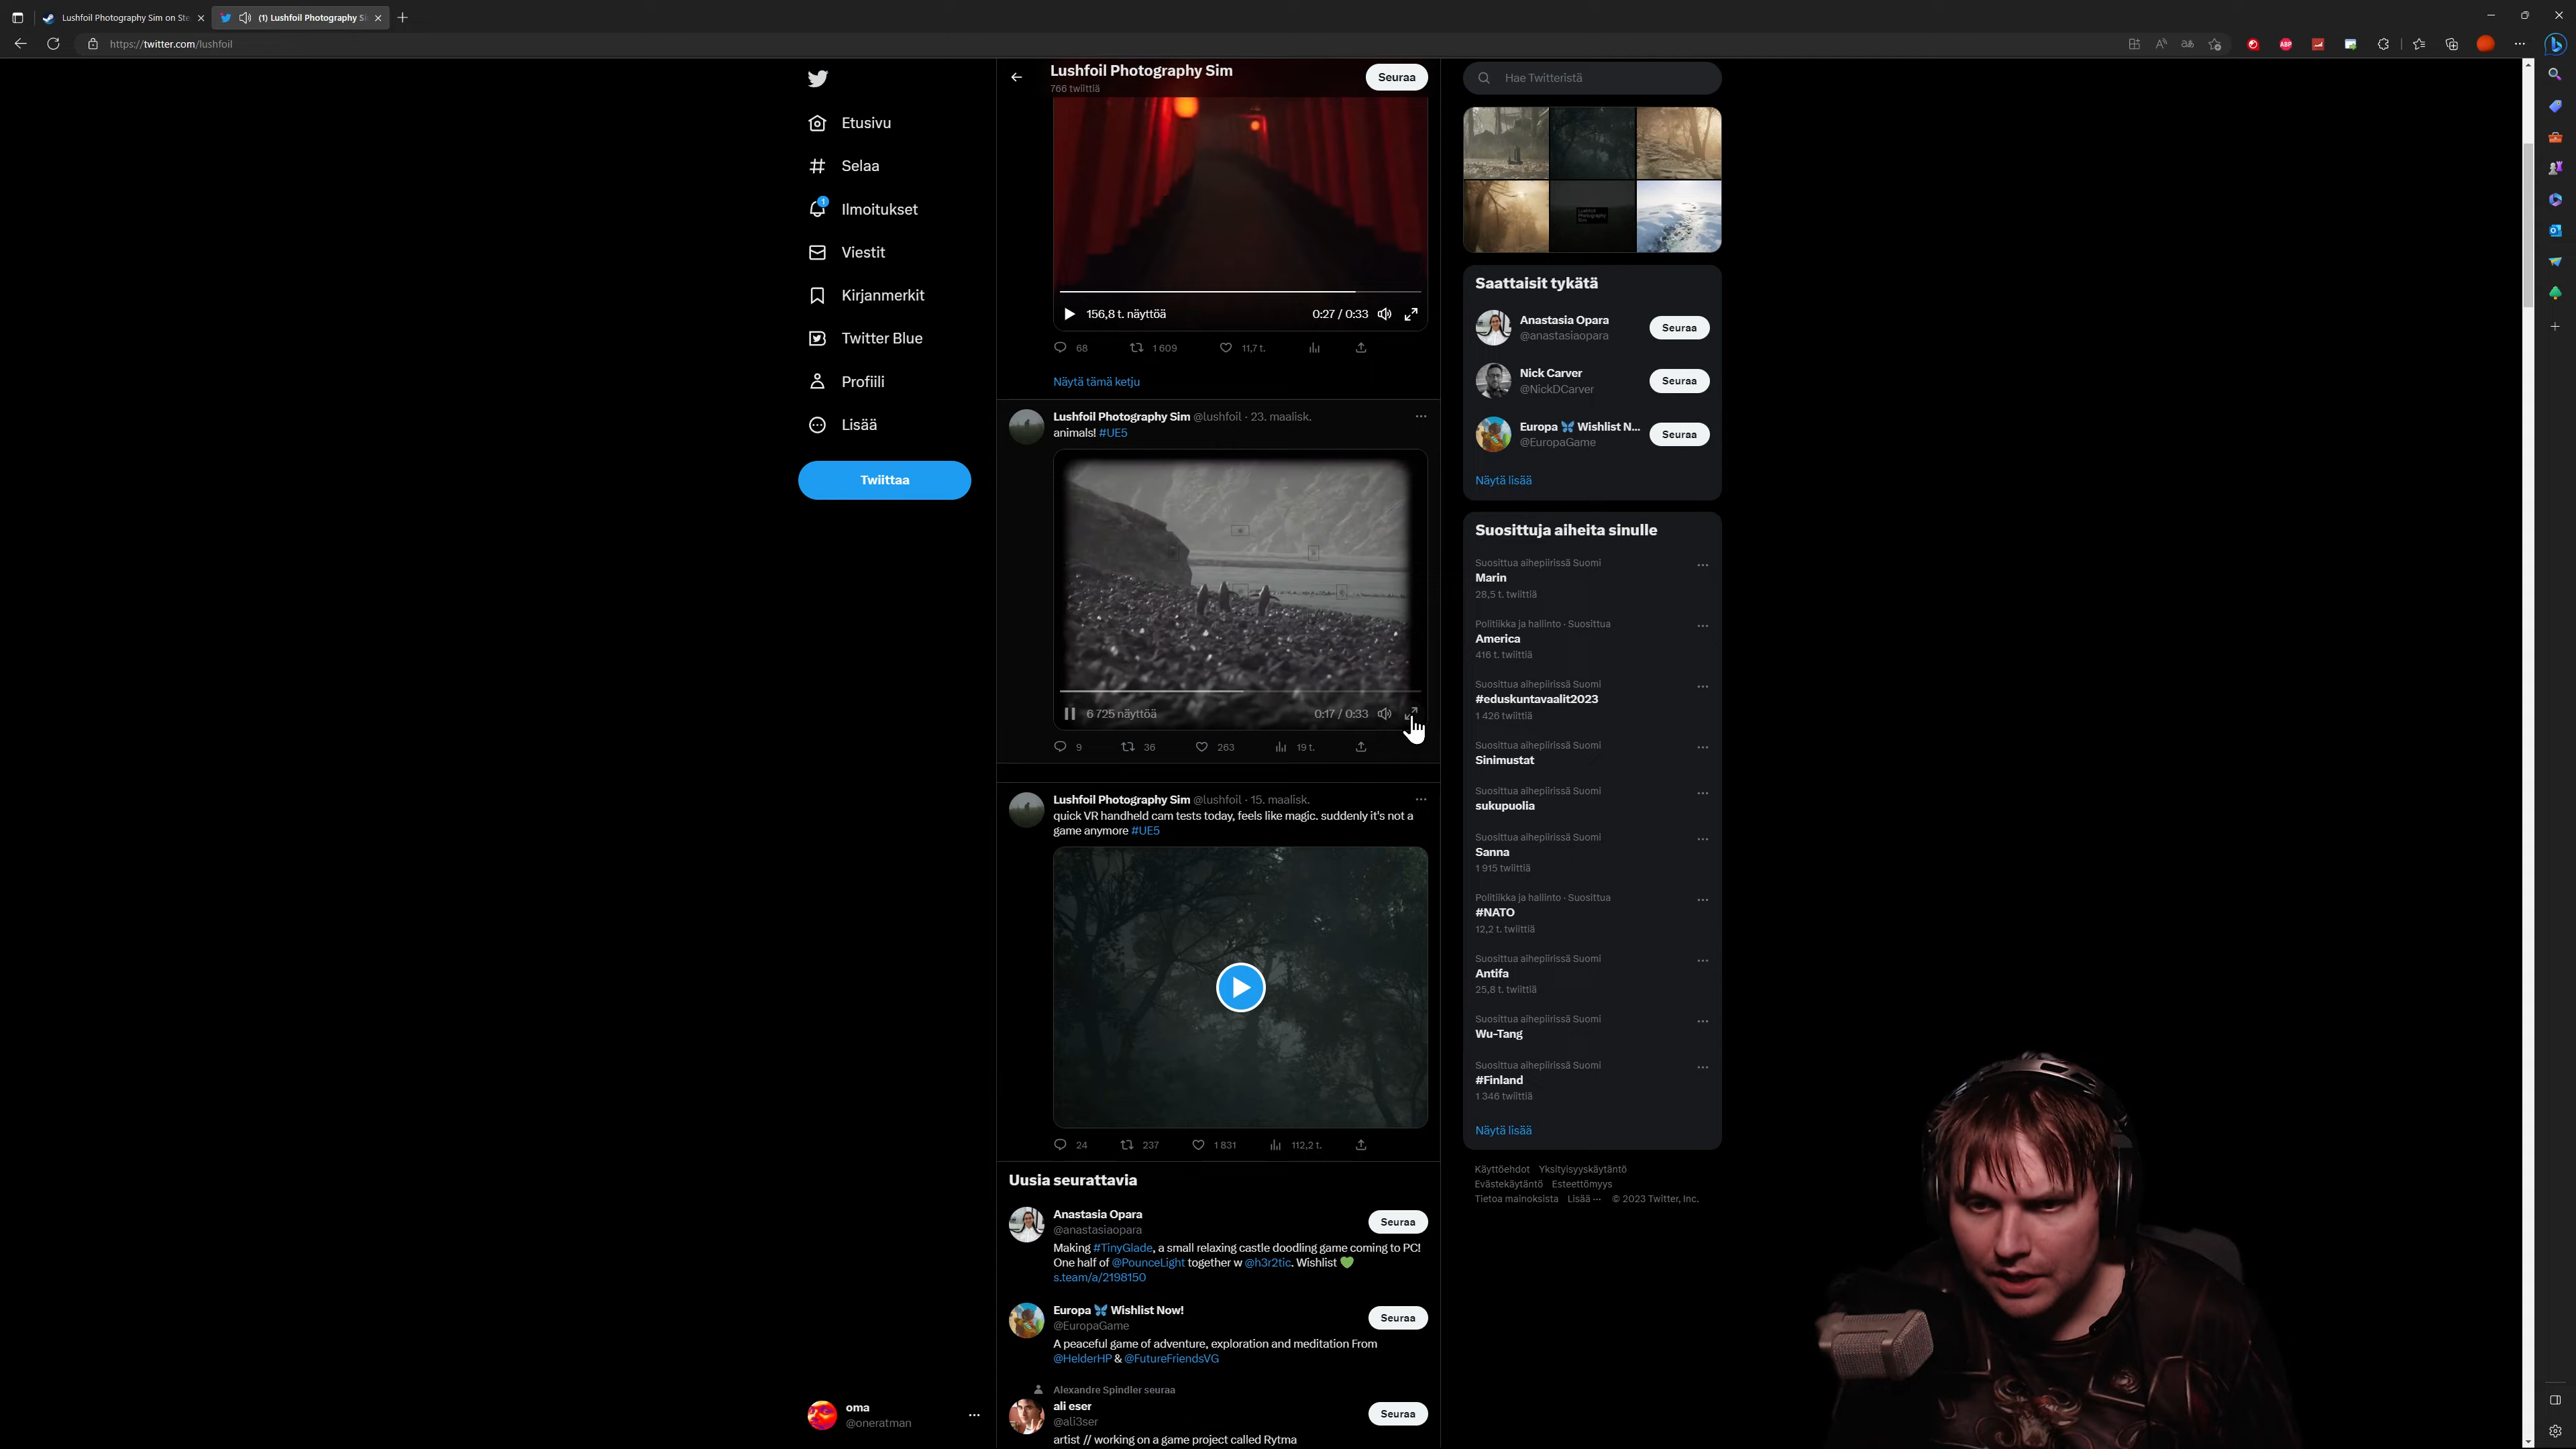 Lushfoil Photography Sim on Ste
(1) Lushfoil Photography Si
https://twitter.com/lushfoil
Etusivu
Selaa
1
Ilmoitukset
Viestit
Kirjanmerkit
Twitter Blue
Profiili
Lisää
Twiittaa
oma
@oneratman
Lushfoil Photography Sim
766 twiittiä
Seuraa
156,8 t. näyttöä
0:27 / 0:33
68
1 609
11,7 t.
Näytä tämä ketju
Lushfoil Photography Sim @lushfoil · 23. maalisk.
animals! #UE5
6 725 näyttöä
0:17 / 0:33
9
36
263
19 t.
Lushfoil Photography Sim @lushfoil · 15. maalisk.
quick VR handheld cam tests today, feels like magic. suddenly it's not a
game anymore #UE5
24
237
1 831
112,2 t.
Uusia seurattavia
Anastasia Opara
@anastasiaopara
Seuraa
Making #TinyGlade, a small relaxing castle doodling game coming to PC!
One half of @PounceLight together w @h3r2tic. Wishlist 💚
s.team/a/2198150
Europa 🦋 Wishlist Now!
@EuropaGame
Seuraa
A peaceful game of adventure, exploration and meditation From
@HelderHP & @FutureFriendsVG
Alexandre Spindler seuraa
ali eser
@ali3ser
Seuraa
artist // working on a game project called Rytma
Hae Twitteristä
Saattaisit tykätä
Anastasia Opara
@anastasiaopara
Seuraa
Nick Carver
@NickDCarver
Seuraa
Europa 🦋 Wishlist N...
@EuropaGame
Seuraa
Näytä lisää
Suosittuja aiheita sinulle
Suosittua aihepiirissä Suomi
Marin
28,5 t. twiittiä
Politiikka ja hallinto · Suosittua
America
416 t. twiittiä
Suosittua aihepiirissä Suomi
#eduskuntavaalit2023
1 426 twiittiä
Suosittua aihepiirissä Suomi
Sinimustat
Suosittua aihepiirissä Suomi
sukupuolia
Suosittua aihepiirissä Suomi
Sanna
1 915 twiittiä
Politiikka ja hallinto · Suosittua
#NATO
12,2 t. twiittiä
Suosittua aihepiirissä Suomi
Antifa
25,8 t. twiittiä
Suosittua aihepiirissä Suomi
Wu-Tang
Suosittua aihepiirissä Suomi
#Finland
1 346 twiittiä
Näytä lisää
Käyttöehdot Yksityisyyskäytäntö
Evästekäytäntö Esteettömyys
Tietoa mainoksista Lisää ··· © 2023 Twitter, Inc.
ABP